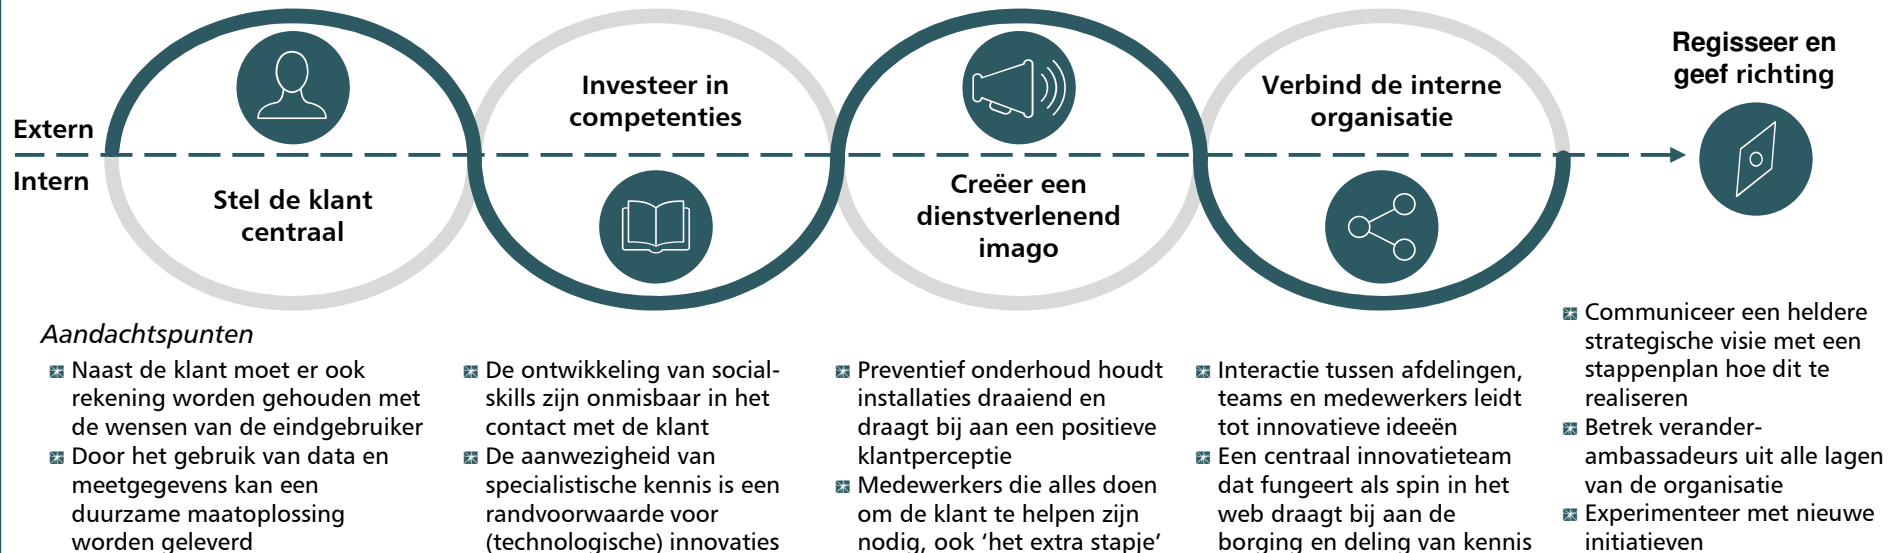 Extern
Intern
Stel de klant
centraal
Investeer in
competenties
Creëer een
dienstverlenend
imago
Verbind de interne
organisatie
Regisseer en
geef richting
Aandachtspunten
Naast de klant moet er ook
rekening worden gehouden met
de wensen van de eindgebruiker
Door het gebruik van data en
meetgegevens kan een
duurzame maatoplossing
worden geleverd
De ontwikkeling van social-
skills zijn onmisbaar in het
contact met de klant
De aanwezigheid van
specialistische kennis is een
randvoorwaarde voor
(technologische) innovaties
Preventief onderhoud houdt
installaties draaiend en
draagt bij aan een positieve
klantperceptie
Medewerkers die alles doen
om de klant te helpen zijn
nodig, ook ‘het extra stapje’
Interactie tussen afdelingen,
teams en medewerkers leidt
tot innovatieve ideeën
Een centraal innovatieteam
dat fungeert als spin in het
web draagt bij aan de
borging en deling van kennis
Communiceer een heldere
strategische visie met een
stappenplan hoe dit te
realiseren
Betrek verander-
ambassadeurs uit alle lagen
van de organisatie
Experimenteer met nieuwe
initiatieven